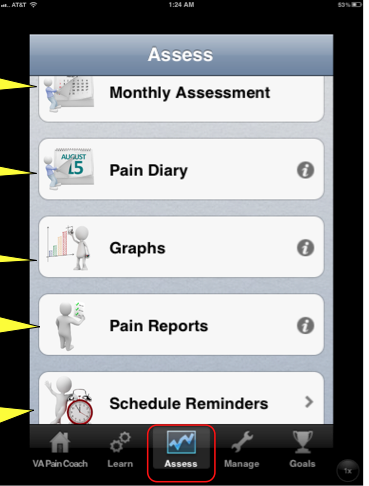 AT&T 1:24 AM 53%
Assess
Monthly Assessment
AUGUST
15
Pain Diary
Graphs
Pain Reports
Schedule Reminders
VA Pain Coach Learn Assess Manage Goals
1x